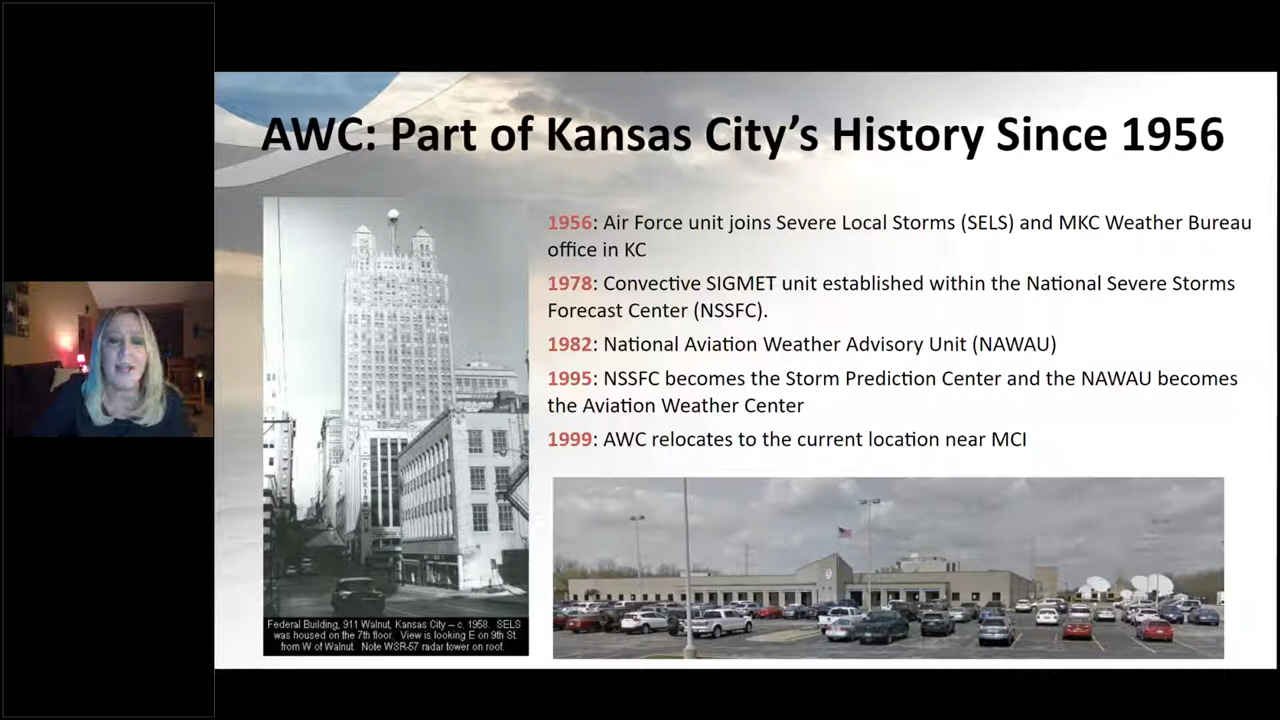 AWC: Part of Kansas City’s History Since 1956
1956: Air Force unit joins Severe Local Storms (SELS) and MKC Weather Bureau
office in KC
1978: Convective SIGMET unit established within the National Severe Storms
Forecast Center (NSSFC).
1982: National Aviation Weather Advisory Unit (NAWAU)
1995: NSSFC becomes the Storm Prediction Center and the NAWAU becomes
the Aviation Weather Center
1999: AWC relocates to the current location near MCI
PARKING
Federal Building, 911 Walnut, Kansas City – c. 1958. SELS
was housed on the 7th floor. View is looking E on 9th St.
from W of Walnut. Note WSR-57 radar tower on roof.